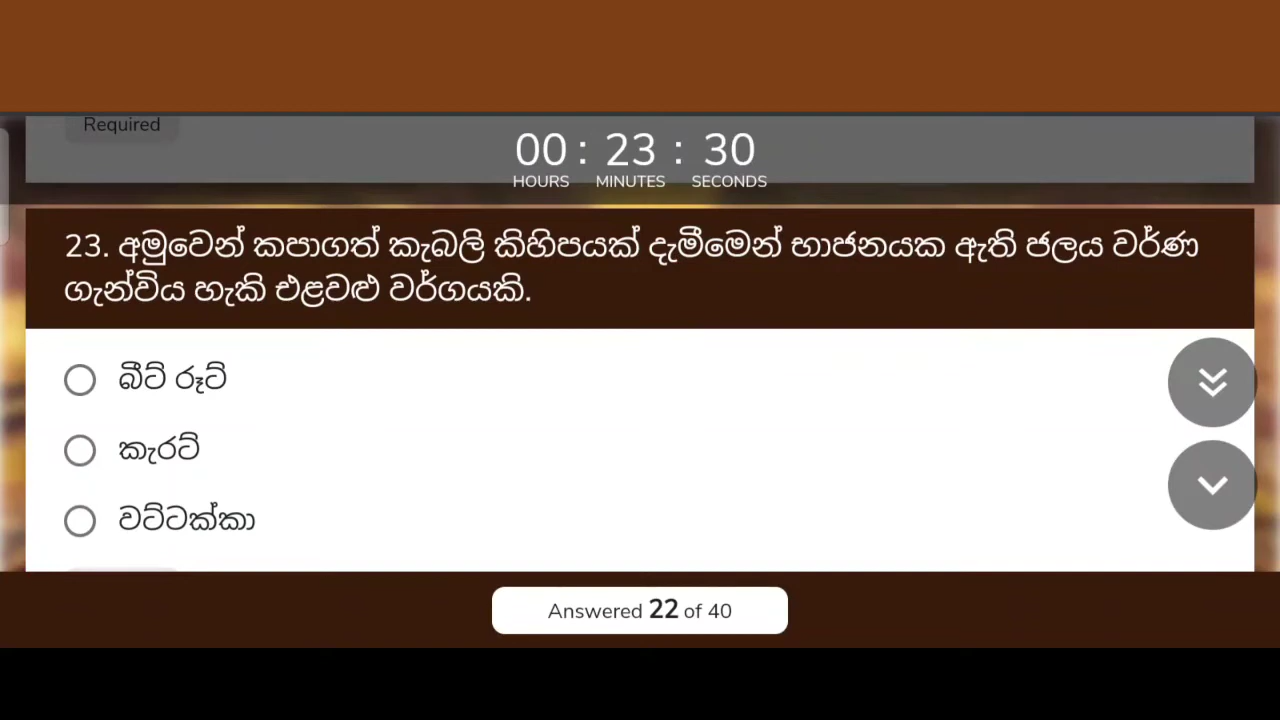 Required
00 : 23 : 30
HOURS MINUTES SECONDS
23. අමුවෙන් කපාගත් කැබලි කිහිපයක් දැමීමෙන් භාජනයක ඇති ජලය වර්ණ
ගැන්විය හැකි එළවළු වර්ගයකි.
බීට් රූට්
කැරට්
වට්ටක්කා
Answered 22 of 40